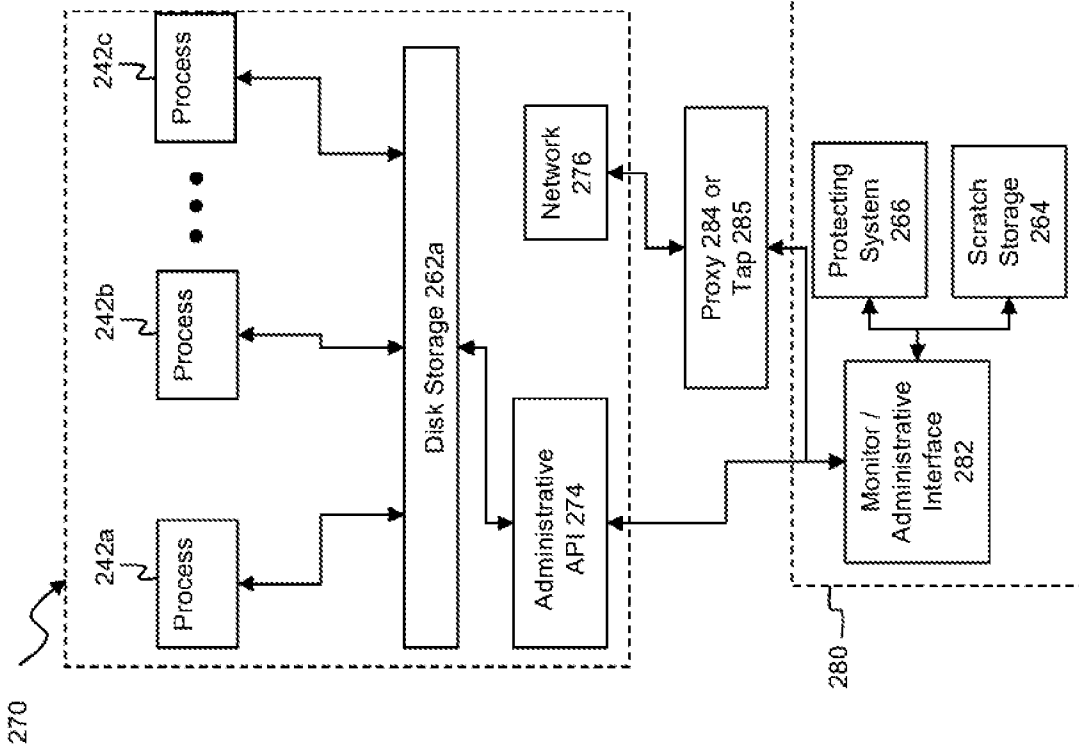 270
242a
Process
242b
Process
242c
Process
Disk Storage 262a
Administrative
API 274
Network
276
Proxy 284 or
Tap 285
280
Monitor /
Administrative
Interface
282
Protecting
System
266
Scratch
Storage
264